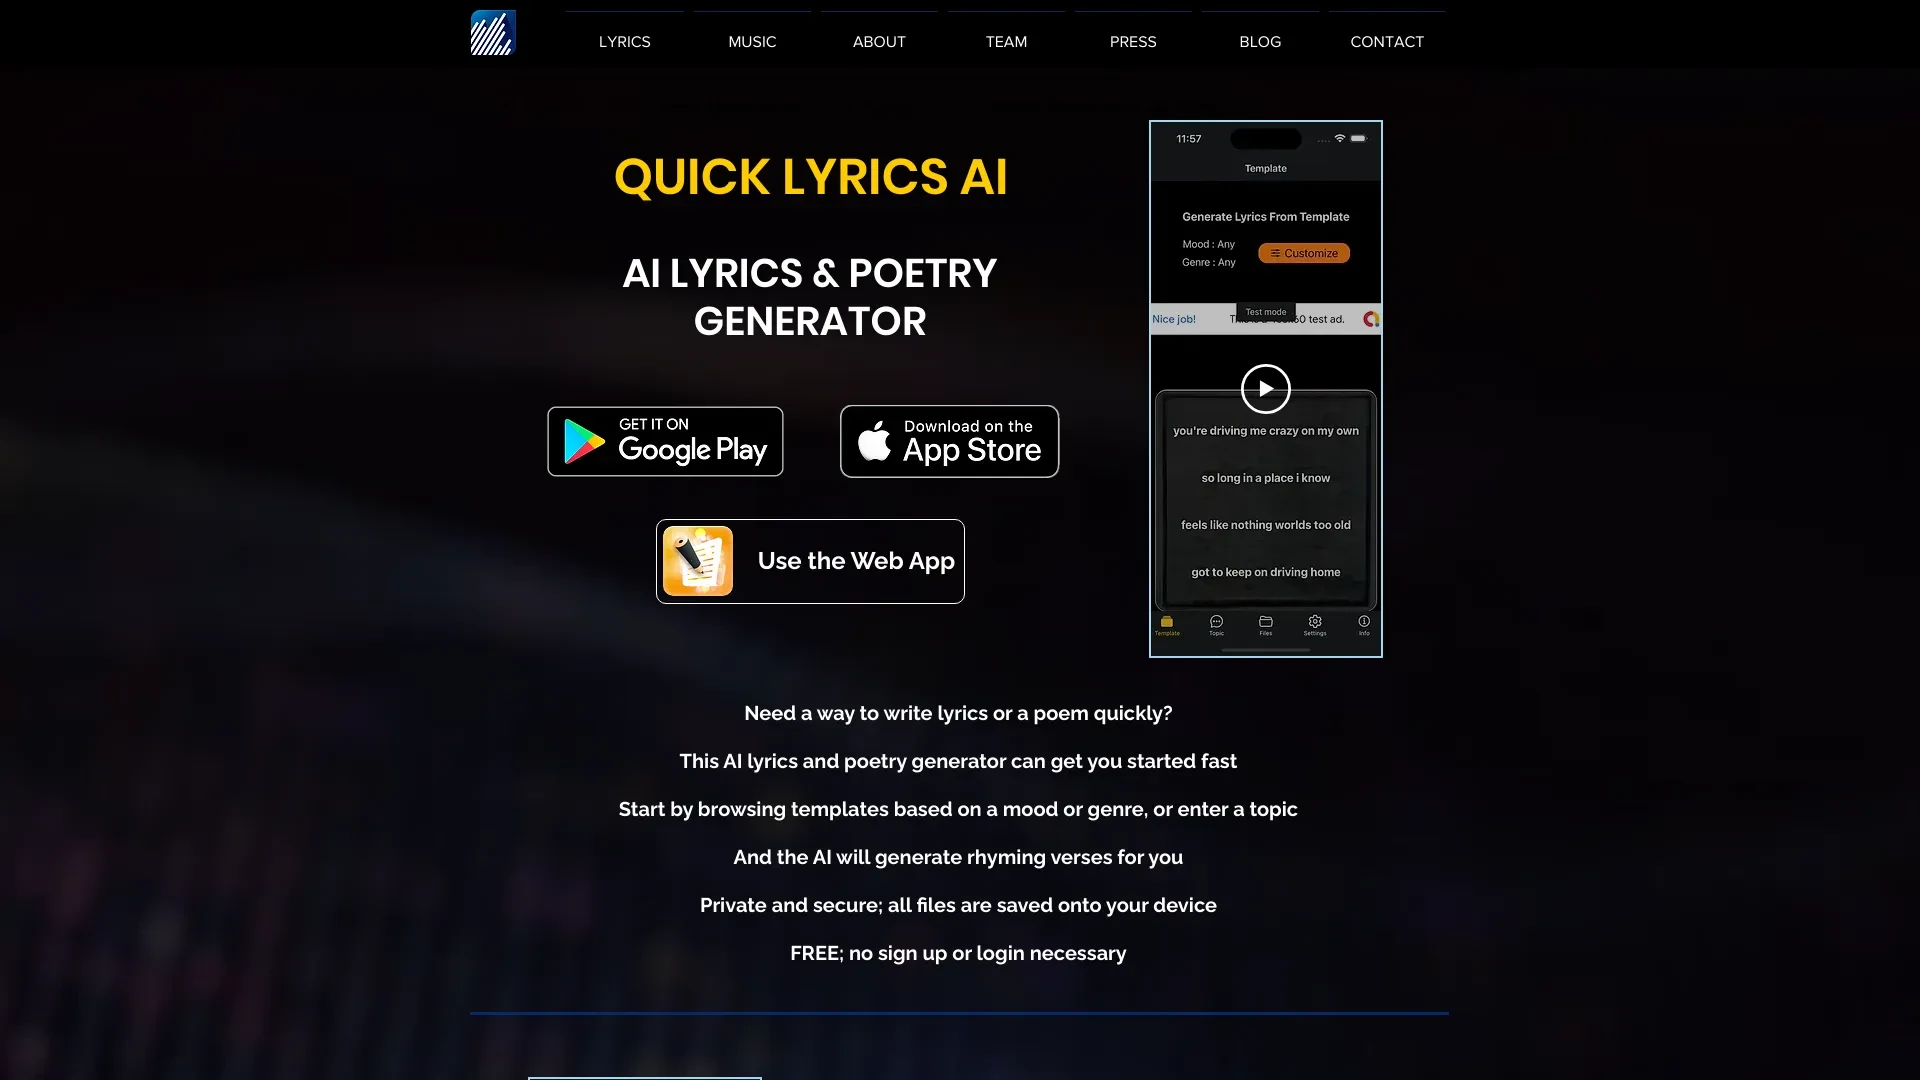 LYRICS
MUSIC
ABOUT
TEAM
PRESS
BLOG
CONTACT
QUICK LYRICS AI
AI LYRICS & POETRY
GENERATOR
GET IT ON
Google Play
Download on the
App Store
Use the Web App
11:57
Template
Generate Lyrics From Template
Mood : Any
Genre : Any
Customize
Test mode
Nice job!
60 test ad.
you're driving me crazy on my own
so long in a place i know
feels like nothing worlds too old
got to keep on driving home
Template
Topic
Files
Settings
Info
Need a way to write lyrics or a poem quickly?
This AI lyrics and poetry generator can get you started fast
Start by browsing templates based on a mood or genre, or enter a topic
And the AI will generate rhyming verses for you
Private and secure; all files are saved onto your device
FREE; no sign up or login necessary